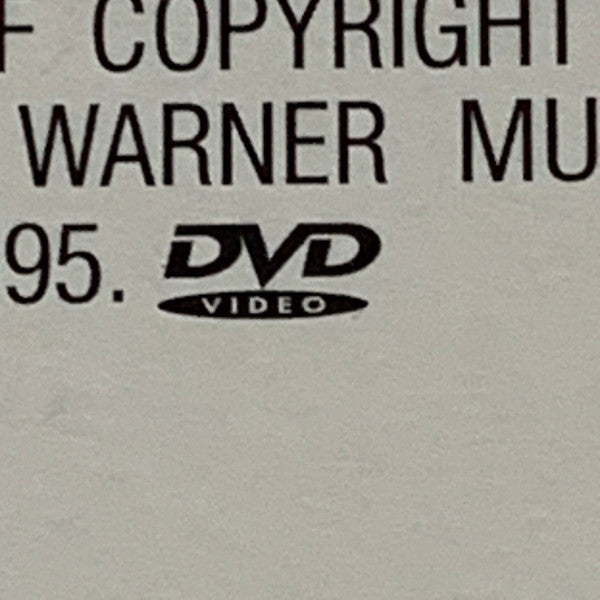 F COPYRIGHT
WARNER MU
95. DVD
VIDEO